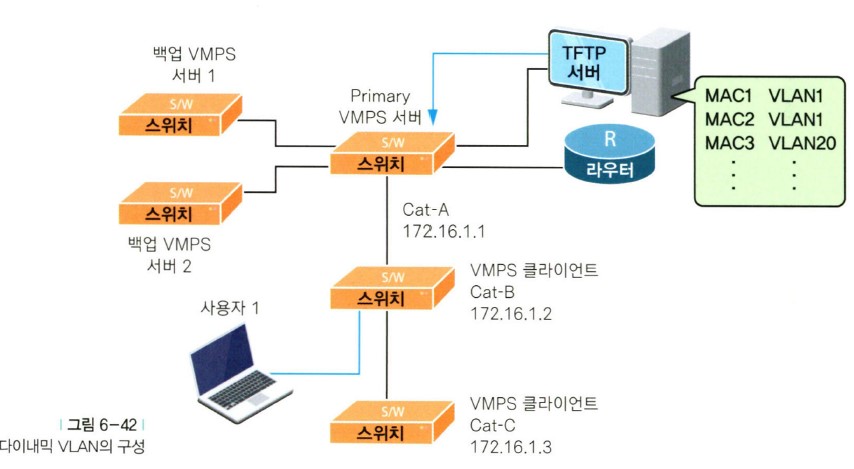 백업 VMPS
서버 1
S/W
스위치
Primary
VMPS 서버
S/W
스위치
TFTP
서버
MAC1 VLAN1
MAC2 VLAN1
MAC3 VLAN20
R
라우터
S/W
스위치
백업 VMPS
서버 2
Cat-A
172.16.1.1
S/W
스위치
VMPS 클라이언트
Cat-B
172.16.1.2
사용자 1
S/W
스위치
VMPS 클라이언트
Cat-C
172.16.1.3
| 그림 6-42 |
다이내믹 VLAN의 구성